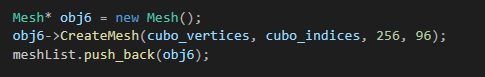 Mesh* obj6 = new Mesh();
obj6->CreateMesh(cubo_vertices, cubo_indices, 256, 96);
meshList.push_back(obj6);